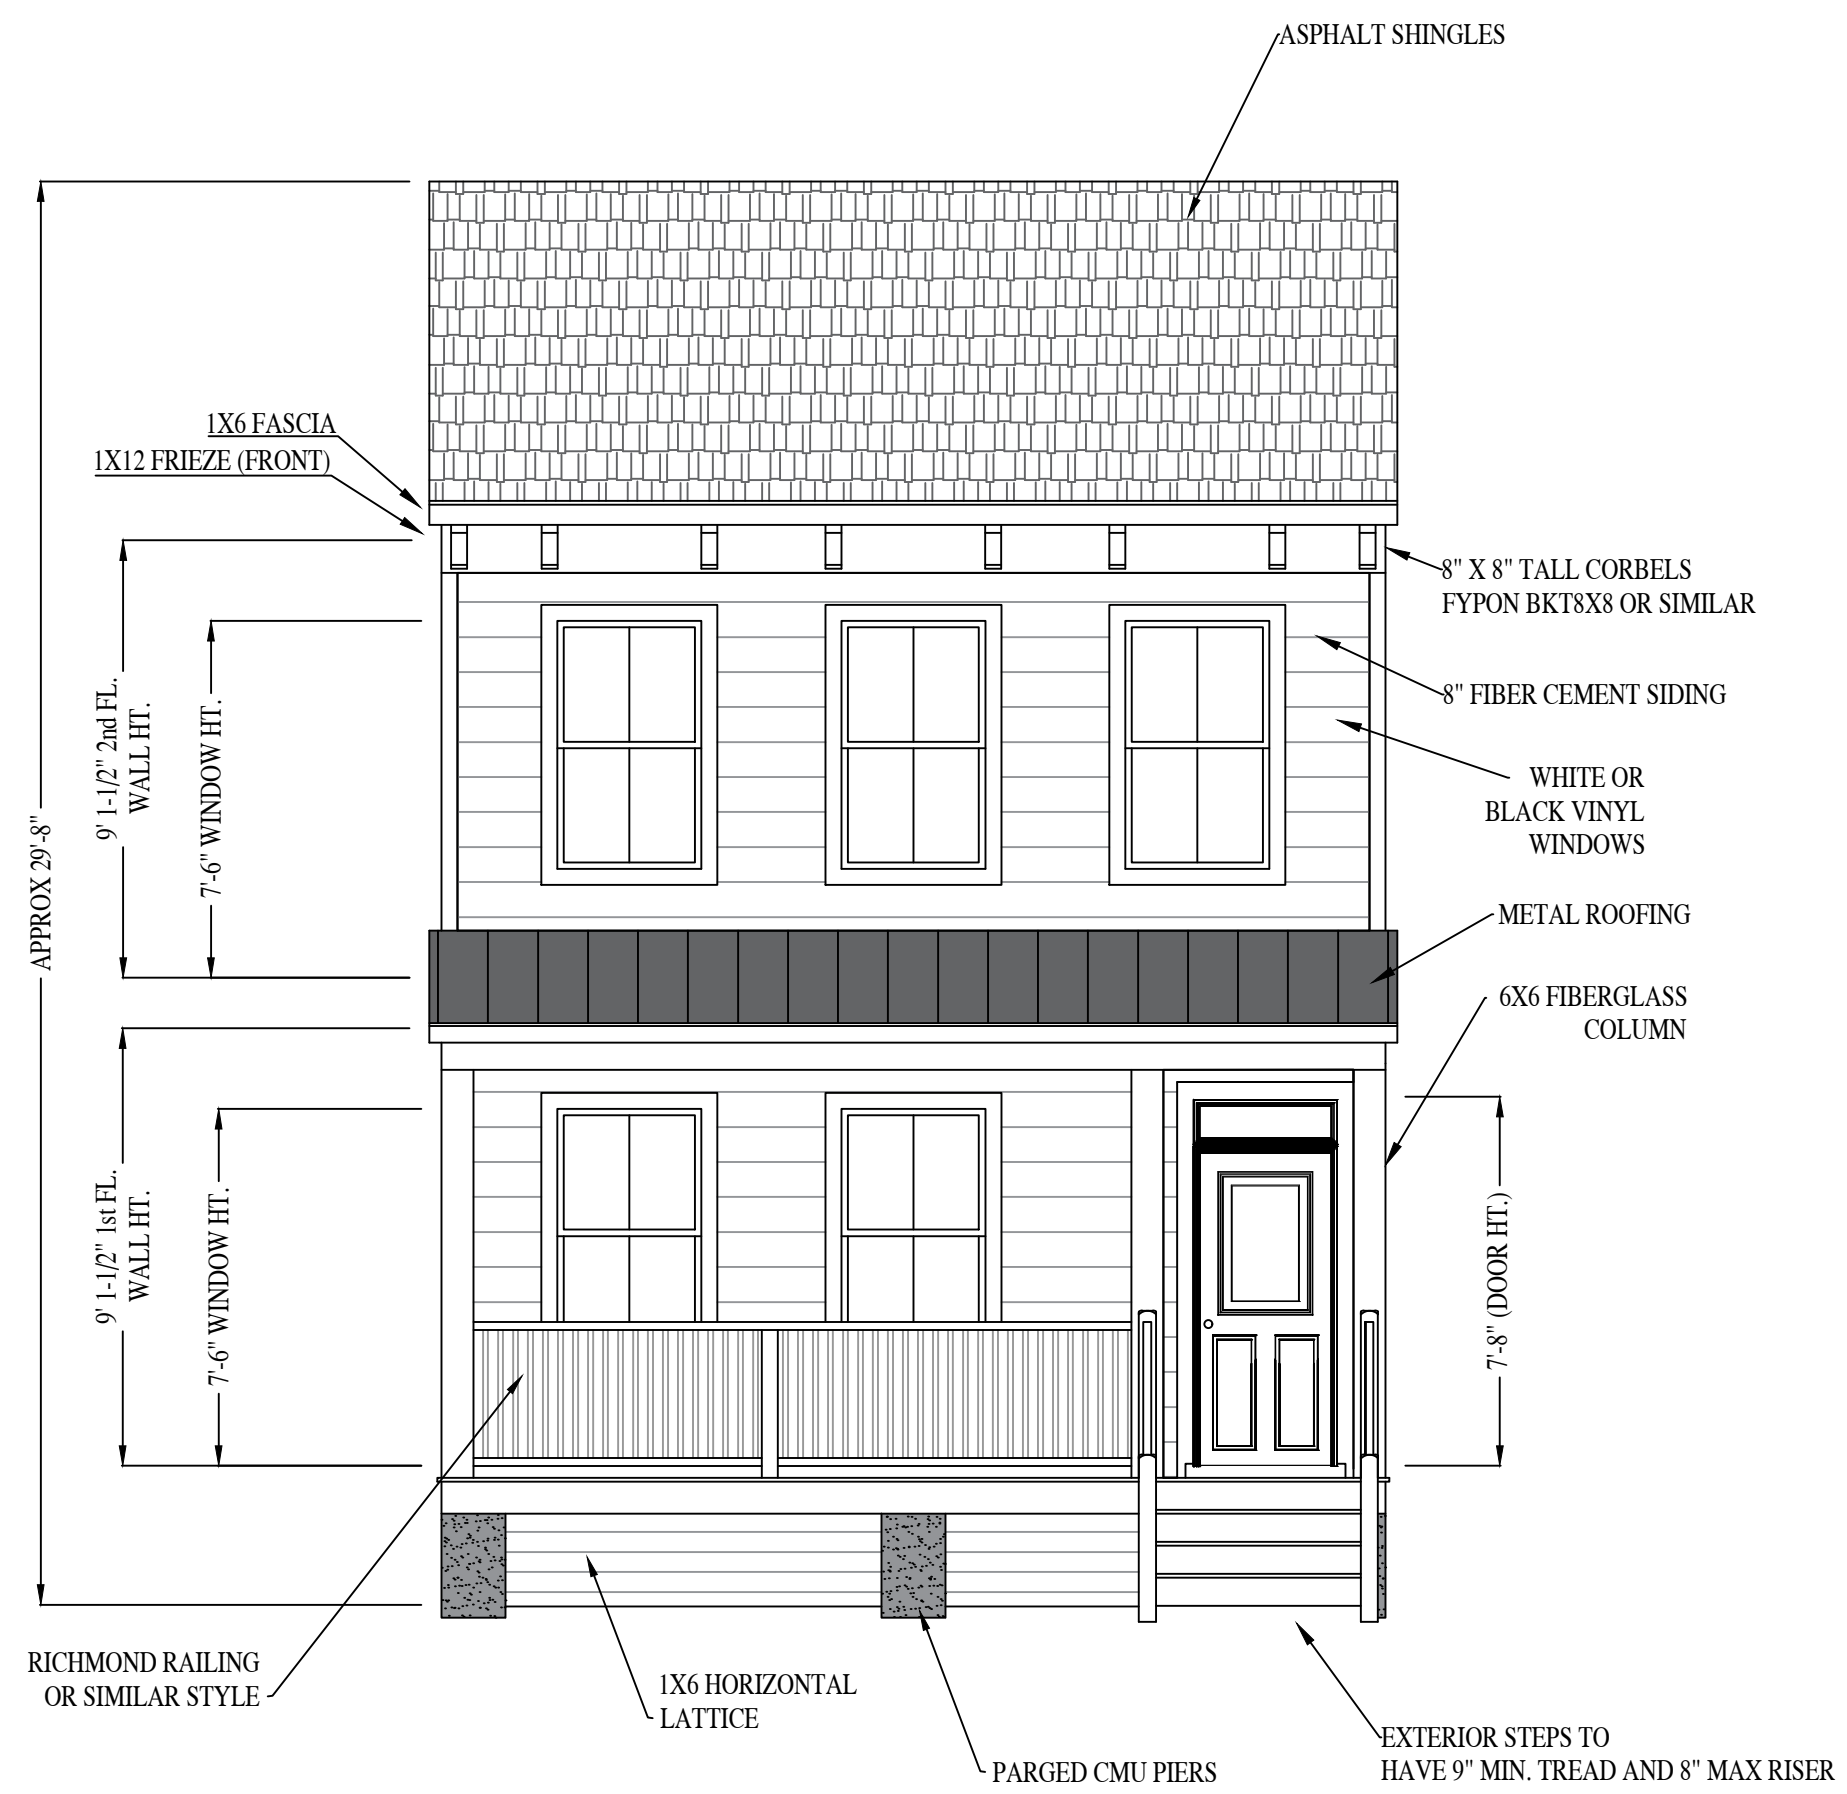 ASPHALT SHINGLES
1X6 FASCIA
1X12 FRIEZE (FRONT)
8" X 8" TALL CORBELS
FYPON BKT8X8 OR SIMILAR
8" FIBER CEMENT SIDING
WHITE OR
BLACK VINYL
WINDOWS
METAL ROOFING
6X6 FIBERGLASS
COLUMN
APPROX 29'-8"
9' 1-1/2" 2nd FL.
WALL HT.
7'-6" WINDOW HT.
9' 1-1/2" 1st FL.
WALL HT.
7'-6" WINDOW HT.
7'-8" (DOOR HT.)
RICHMOND RAILING
OR SIMILAR STYLE
1X6 HORIZONTAL
LATTICE
PARGED CMU PIERS
EXTERIOR STEPS TO
HAVE 9" MIN. TREAD AND 8" MAX RISER